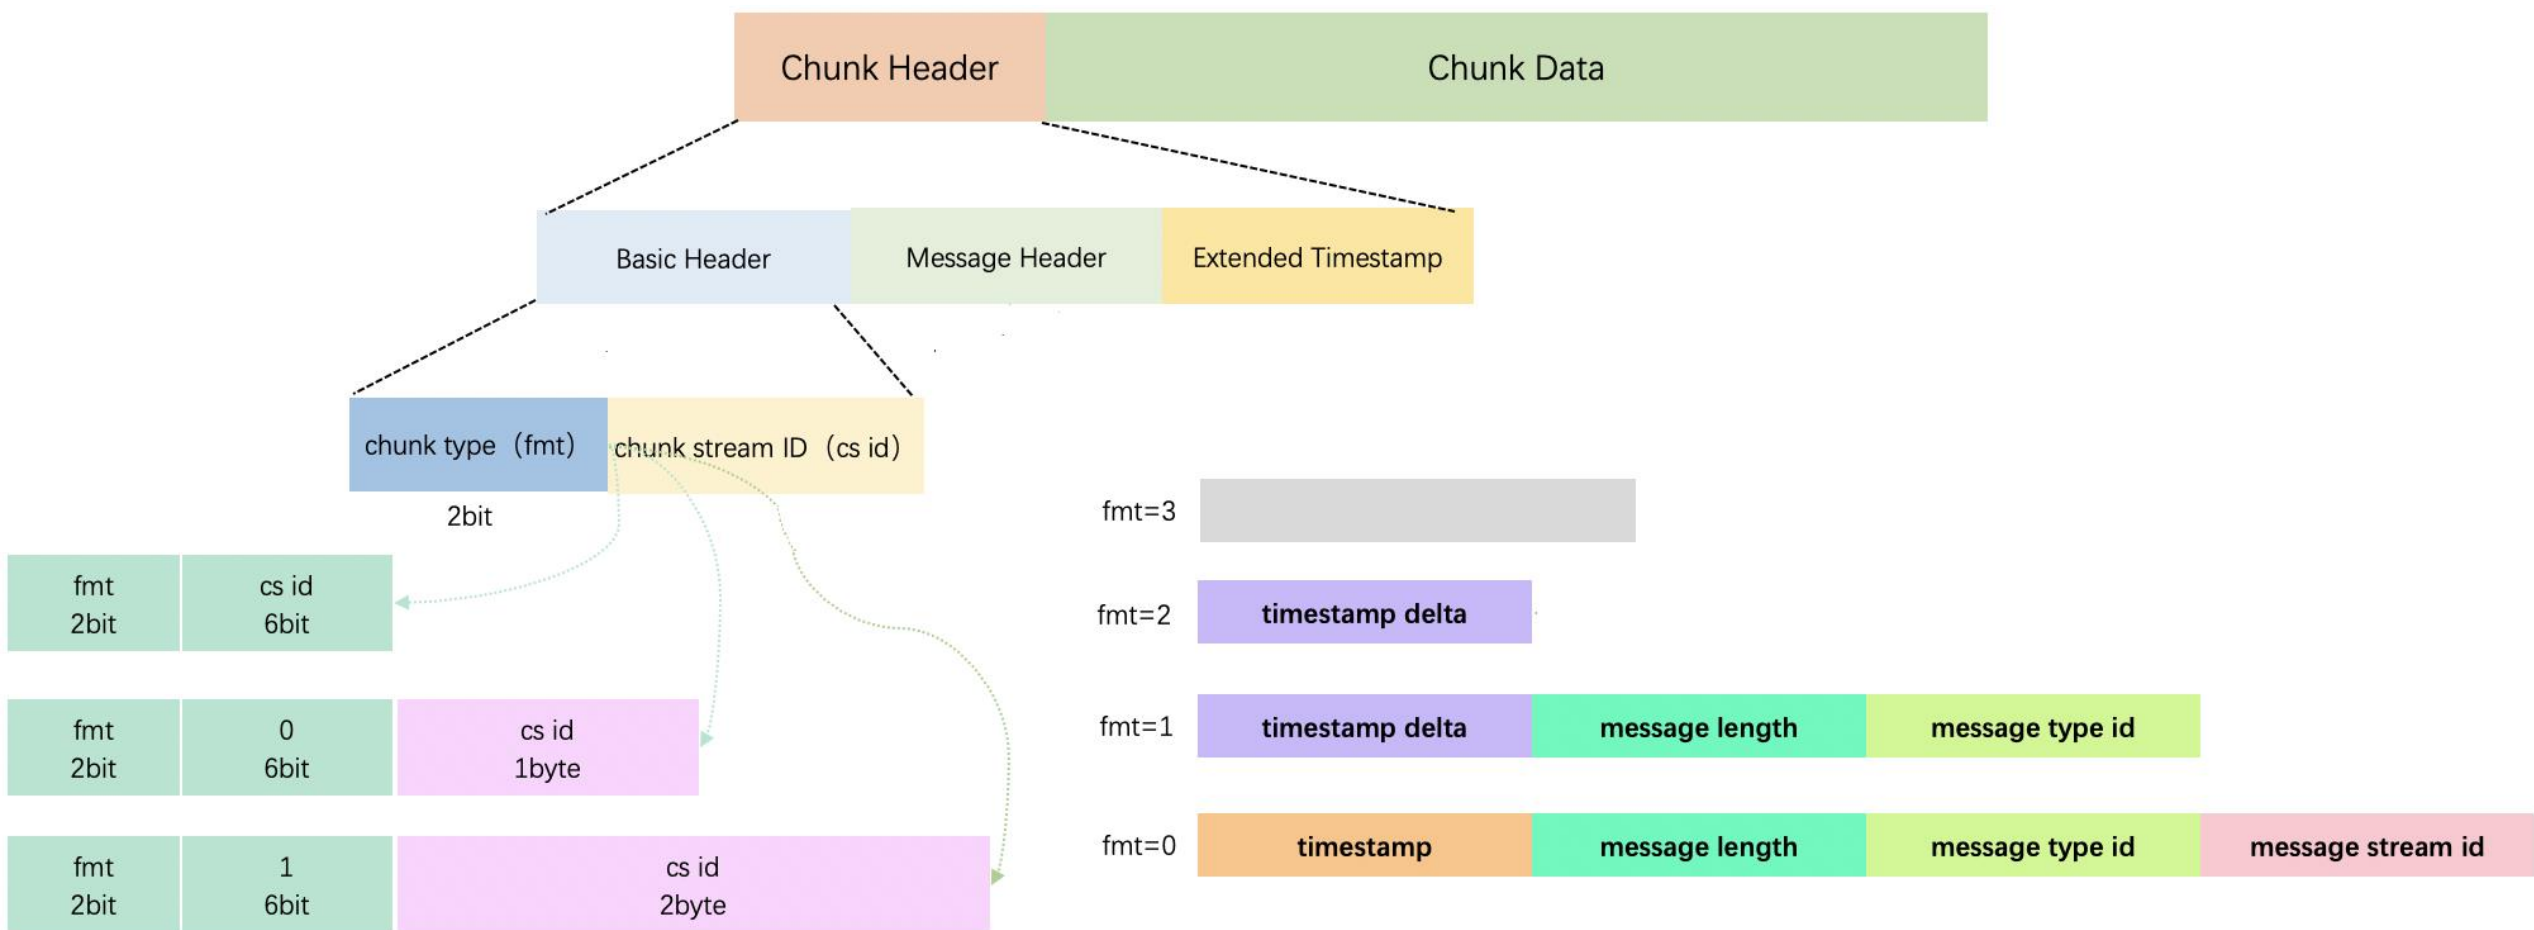 Chunk Header
Chunk Data
Basic Header
Message Header
Extended Timestamp
chunk type（fmt）
chunk stream ID（cs id）
2bit
fmt
2bit
cs id
6bit
fmt
2bit
0
6bit
cs id
1byte
fmt
2bit
1
6bit
cs id
2byte
fmt=3
fmt=2
timestamp delta
fmt=1
timestamp delta
message length
message type id
fmt=0
timestamp
message length
message type id
message stream id